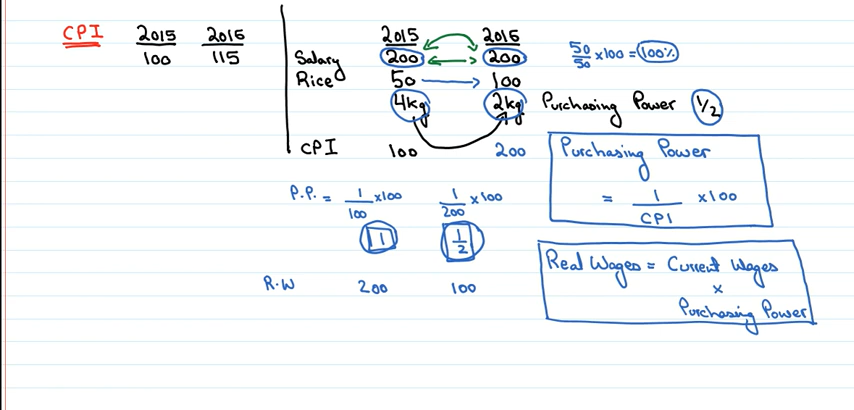 CPI 2015 2016
100 115
2015 2016
Salary 200 200
Rice 50 100
4kg 2kg Purchasing Power 1/2
CPI 100 200
50/50 x100 = 100%
Purchasing Power
= 1/CPI x100
P.P. = 1/100 x100 1/200 x100
1 1/2
R.W 200 100
Real Wages = Current Wages
x
Purchasing Power